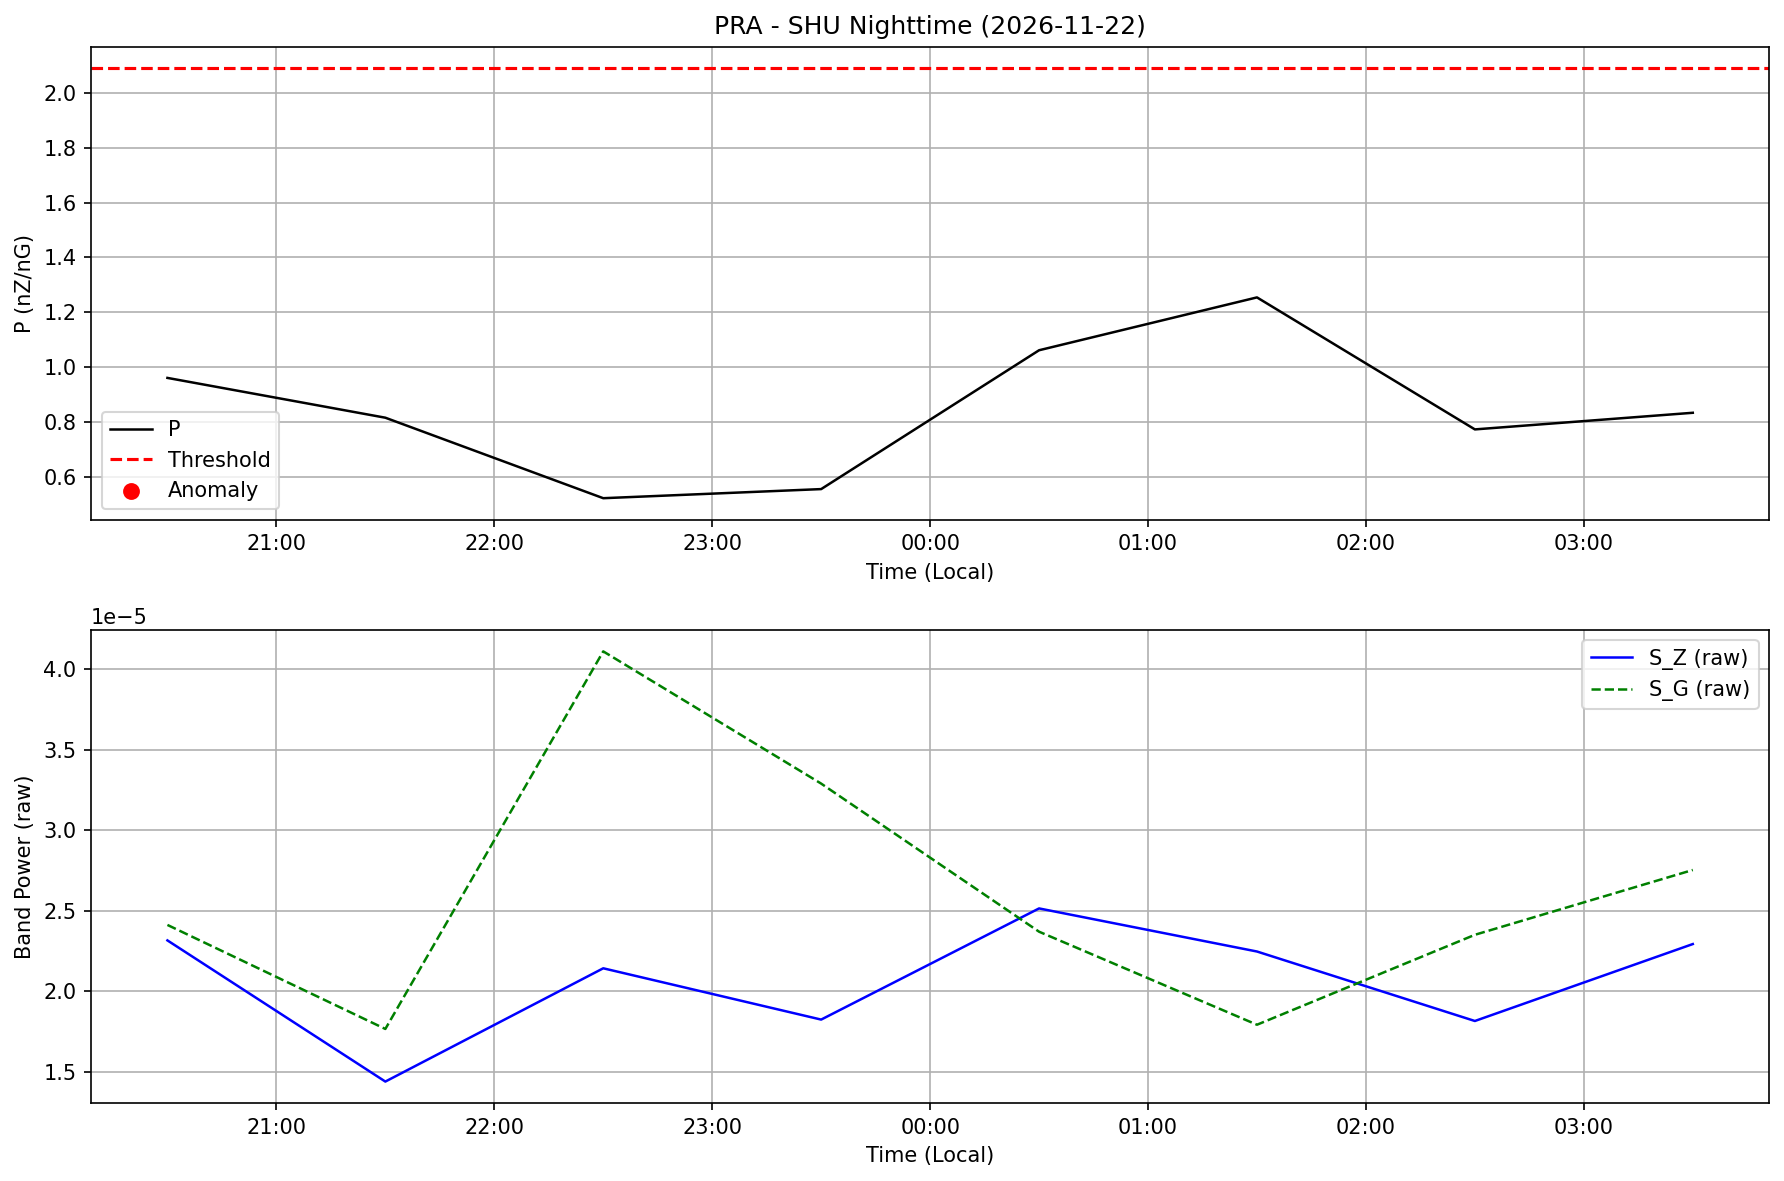 PRA - SHU Nighttime (2026-11-22)
P (nZ/nG)
2.0
1.8
1.6
1.4
1.2
1.0
0.8
0.6
P
Threshold
Anomaly
21:00 22:00 23:00 00:00 01:00 02:00 03:00
Time (Local)
1e−5
Band Power (raw)
4.0
3.5
3.0
2.5
2.0
1.5
S_Z (raw)
S_G (raw)
21:00 22:00 23:00 00:00 01:00 02:00 03:00
Time (Local)